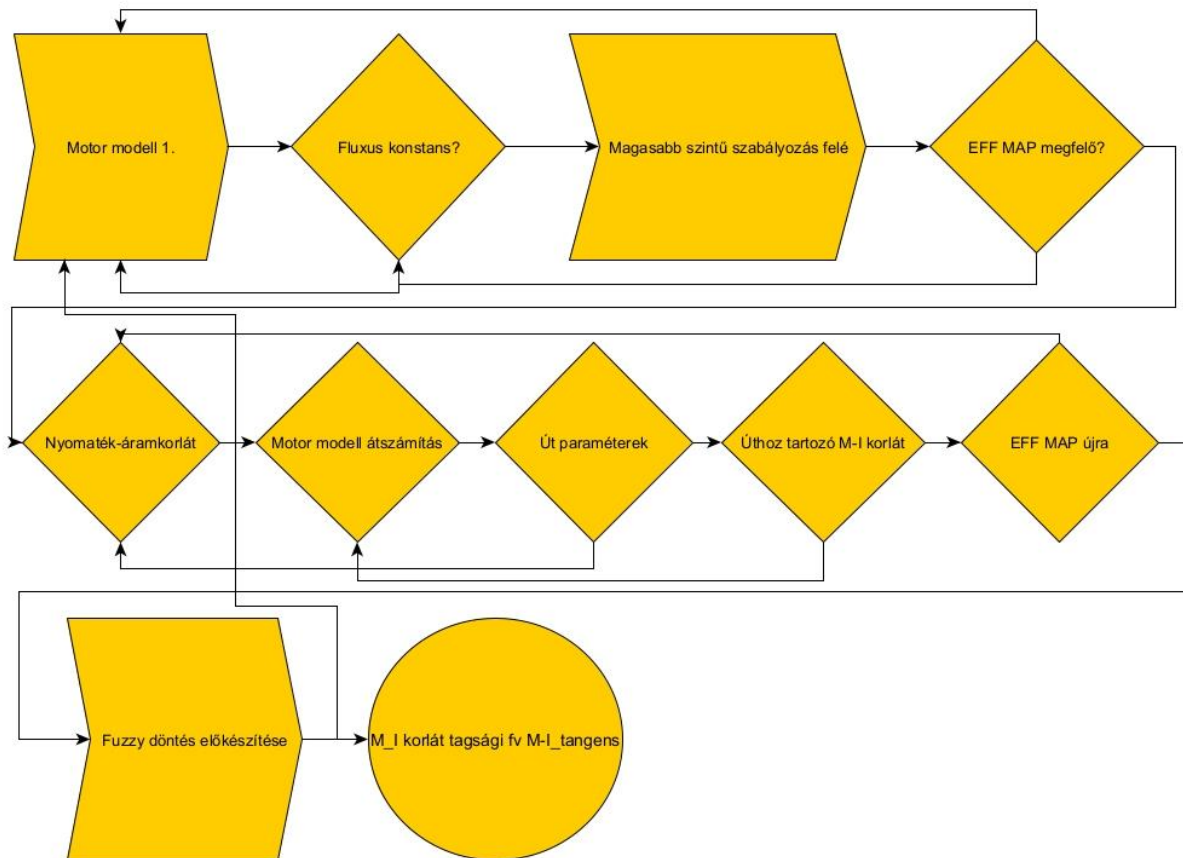 Motor modell 1.
Fluxus konstans?
Magasabb szintű szabályozás felé
EFF MAP megfelő?
Nyomaték-áramkorlát
Motor modell átszámítás
Út paraméterek
Úthoz tartozó M-I korlát
EFF MAP újra
Fuzzy döntés előkészítése
M_I korlát tagsági fv M-I_tangens